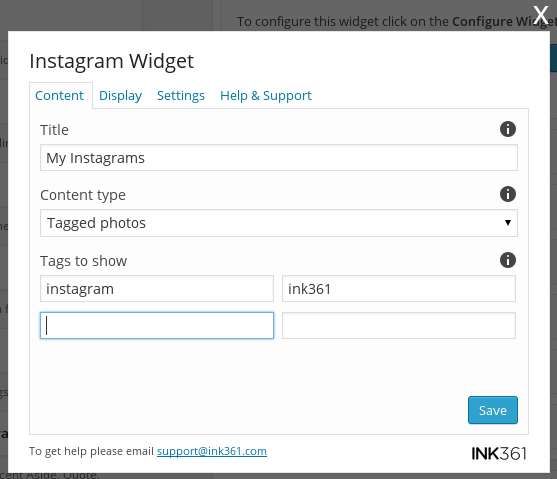 To configure this widget click on the Configure Widget
X
Instagram Widget
Content Display Settings Help & Support
Title
My Instagrams
Content type
Tagged photos
Tags to show
instagram ink361
Save
To get help please email support@ink361.com
INK361
cent Aside, Quote,